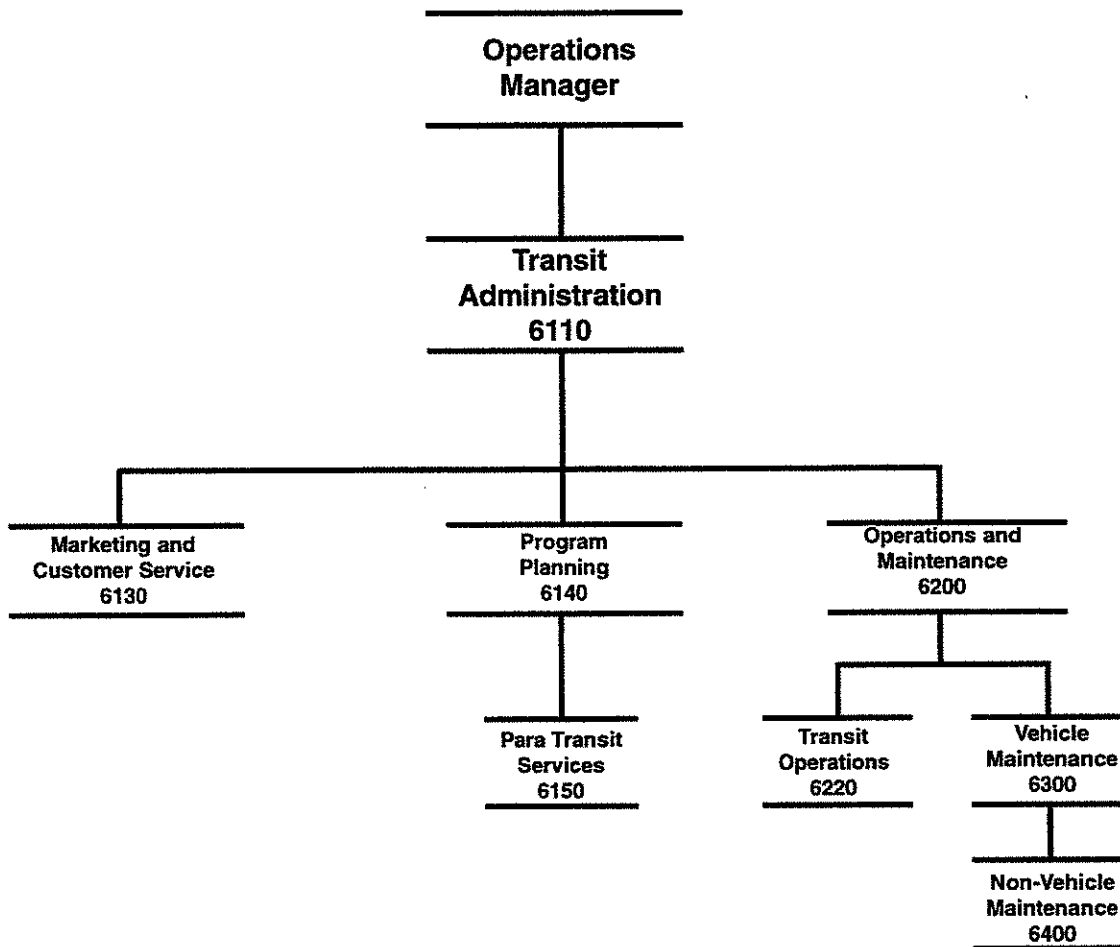 Operations
Manager
Transit
Administration
6110
Marketing and
Customer Service
6130
Program
Planning
6140
Operations and
Maintenance
6200
Para Transit
Services
6150
Transit
Operations
6220
Vehicle
Maintenance
6300
Non-Vehicle
Maintenance
6400